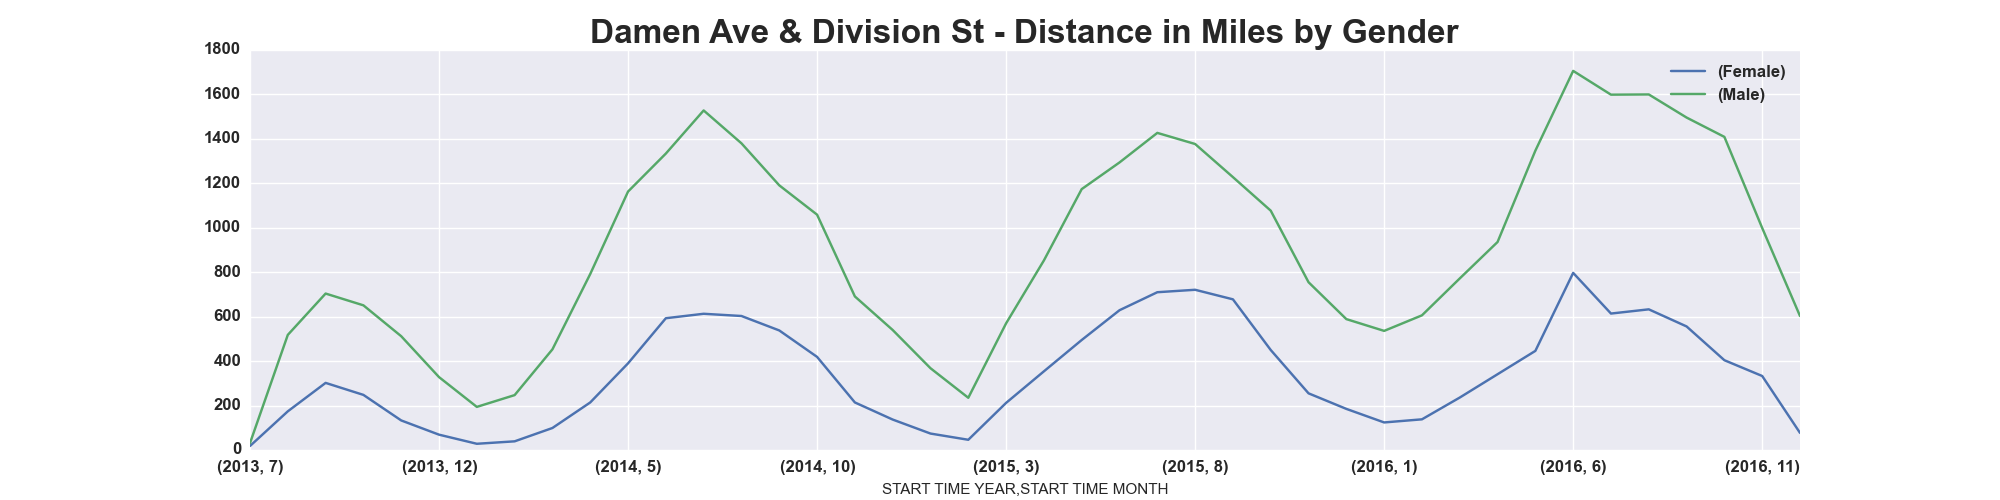 Damen Ave & Division St - Distance in Miles by Gender
1800
1600
1400
1200
1000
800
600
400
200
0
(Female)
(Male)
(2013, 7) (2013, 12) (2014, 5) (2014, 10) (2015, 3) (2015, 8) (2016, 1) (2016, 6) (2016, 11)
START TIME YEAR,START TIME MONTH